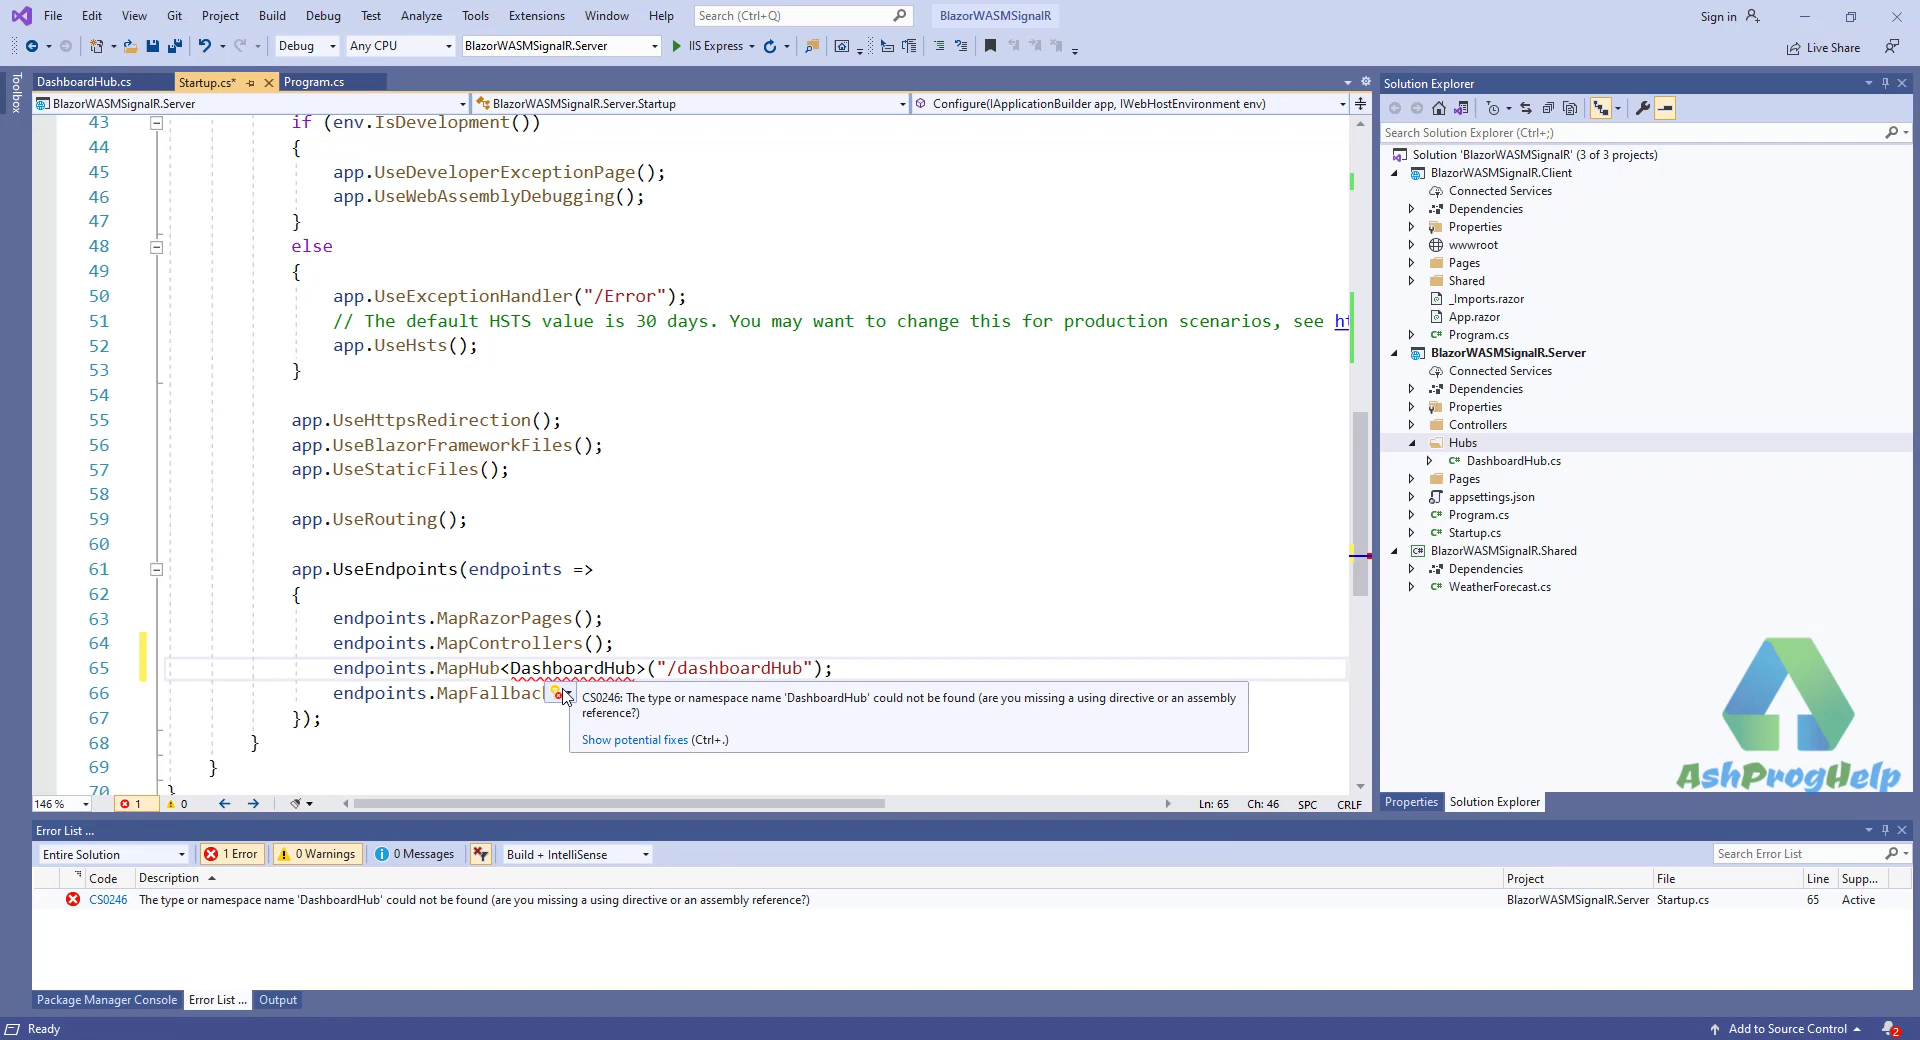 File Edit View Git Project Build Debug Test Analyze Tools Extensions Window Help Search (Ctrl+Q) BlazorWASMSignalR Sign in
Debug Any CPU BlazorWASMSignalR.Server IIS Express Live Share
Toolbox
DashboardHub.cs Startup.cs* Program.cs
BlazorWASMSignalR.Server BlazorWASMSignalR.Server.Startup Configure(IApplicationBuilder app, IWebHostEnvironment env)
43 if (env.IsDevelopment())
44 {
45 app.UseDeveloperExceptionPage();
46 app.UseWebAssemblyDebugging();
47 }
48 else
49 {
50 app.UseExceptionHandler("/Error");
51 // The default HSTS value is 30 days. You may want to change this for production scenarios, see ht
52 app.UseHsts();
53 }
54
55 app.UseHttpsRedirection();
56 app.UseBlazorFrameworkFiles();
57 app.UseStaticFiles();
58
59 app.UseRouting();
60
61 app.UseEndpoints(endpoints =>
62 {
63 endpoints.MapRazorPages();
64 endpoints.MapControllers();
65 endpoints.MapHub<DashboardHub>("/dashboardHub");
66 endpoints.MapFallbac
67 });
68 }
69 }
70 }
CS0246: The type or namespace name 'DashboardHub' could not be found (are you missing a using directive or an assembly
reference?)
Show potential fixes (Ctrl+.)
146 % 1 0 Ln: 65 Ch: 46 SPC CRLF
Solution Explorer
Search Solution Explorer (Ctrl+;)
Solution 'BlazorWASMSignalR' (3 of 3 projects)
BlazorWASMSignalR.Client
Connected Services
Dependencies
Properties
wwwroot
Pages
Shared
_Imports.razor
App.razor
Program.cs
BlazorWASMSignalR.Server
Connected Services
Dependencies
Properties
Controllers
Hubs
DashboardHub.cs
Pages
appsettings.json
Program.cs
Startup.cs
BlazorWASMSignalR.Shared
Dependencies
WeatherForecast.cs
AshProgHelp
Properties Solution Explorer
Error List ...
Entire Solution 1 Error 0 Warnings 0 Messages Build + IntelliSense Search Error List
Code Description Project File Line Supp...
CS0246 The type or namespace name 'DashboardHub' could not be found (are you missing a using directive or an assembly reference?) BlazorWASMSignalR.Server Startup.cs 65 Active
Package Manager Console Error List ... Output
Ready Add to Source Control 2